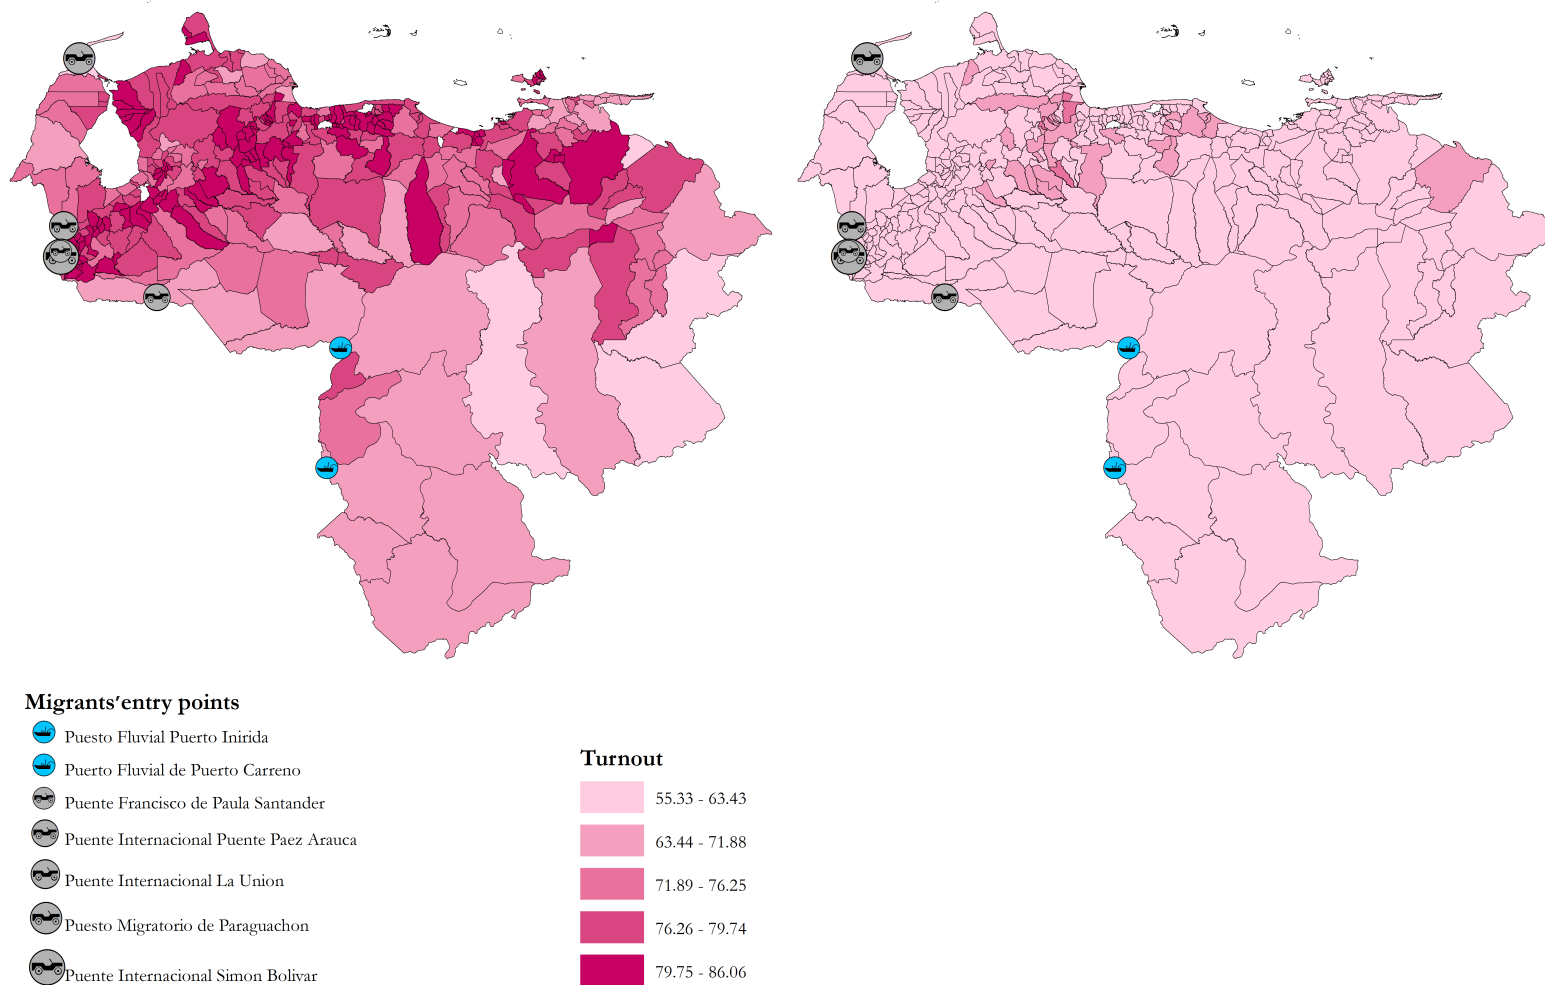 Migrants'entry points
Puesto Fluvial Puerto Inirida
Puerto Fluvial de Puerto Carreno
Puente Francisco de Paula Santander
Puente Internacional Puente Paez Arauca
Puente Internacional La Union
Puesto Migratorio de Paraguachon
Puente Internacional Simon Bolivar
Turnout
55.33 - 63.43
63.44 - 71.88
71.89 - 76.25
76.26 - 79.74
79.75 - 86.06